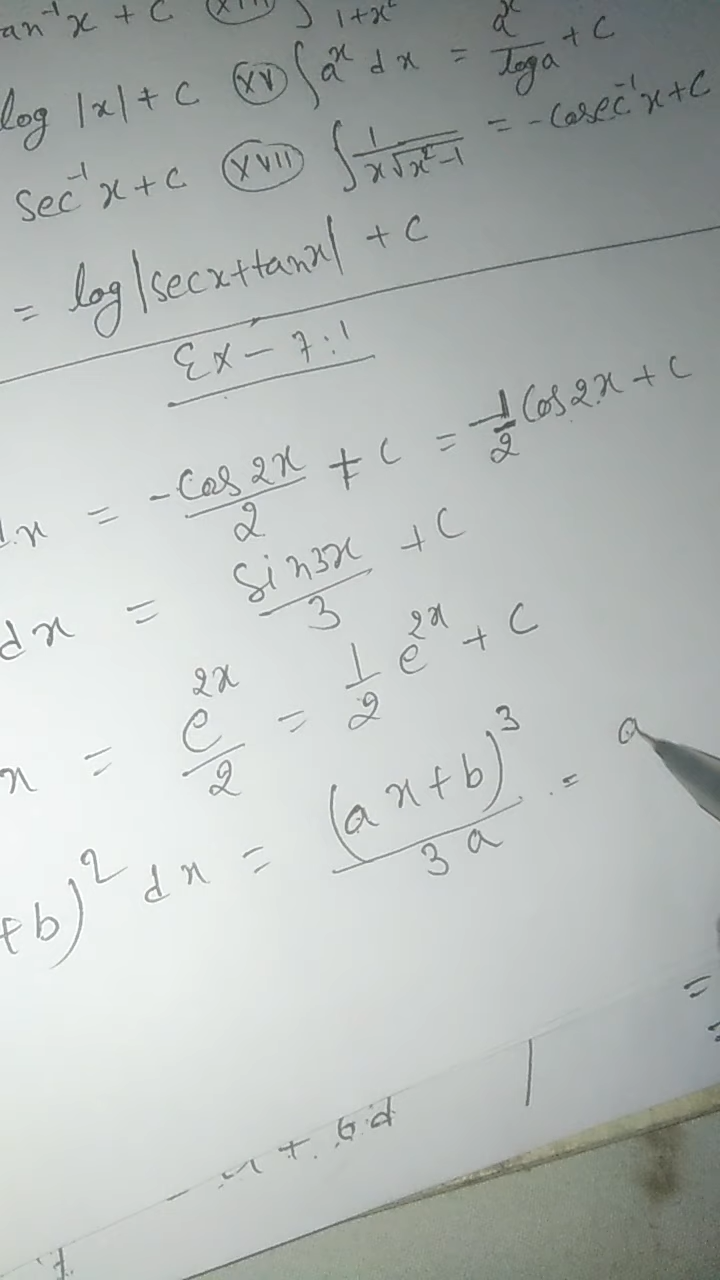 an⁻¹x + C (XIII) ∫ 1+x²
log |x| + C (XV) ∫aˣ dx = aˣ/log a + C
sec⁻¹x + C (XVII) ∫ 1/x√x²-1 = -Cosec⁻¹x + C
= log|secx+tanx| + C
Ex - 7:1
dx = -Cos2x/2 + C = -1/2 Cos2x + C
dx = Sin3x/3 + C
x = e²ˣ/2 = 1/2 e²ˣ + C
+b)² dx = (ax+b)³/3a = a